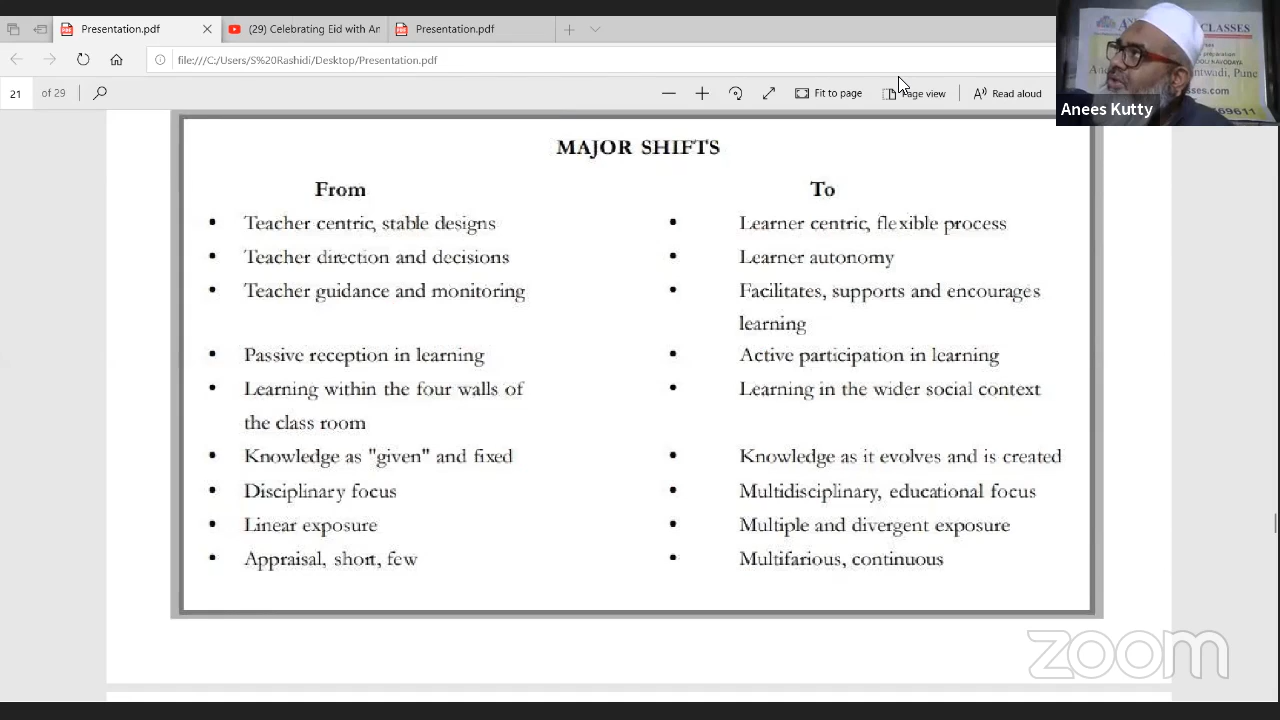 Presentation.pdf
(29) Celebrating Eid with An
Presentation.pdf
file:///C:/Users/S%20Rashidi/Desktop/Presentation.pdf
21 of 29
Fit to page
Page view
Read aloud
CLASSES
Pune
Anees Kutty
MAJOR SHIFTS
From To
• Teacher centric, stable designs • Learner centric, flexible process
• Teacher direction and decisions • Learner autonomy
• Teacher guidance and monitoring • Facilitates, supports and encourages
learning
• Passive reception in learning • Active participation in learning
• Learning within the four walls of • Learning in the wider social context
the class room
• Knowledge as "given" and fixed • Knowledge as it evolves and is created
• Disciplinary focus • Multidisciplinary, educational focus
• Linear exposure • Multiple and divergent exposure
• Appraisal, short, few • Multifarious, continuous
zoom